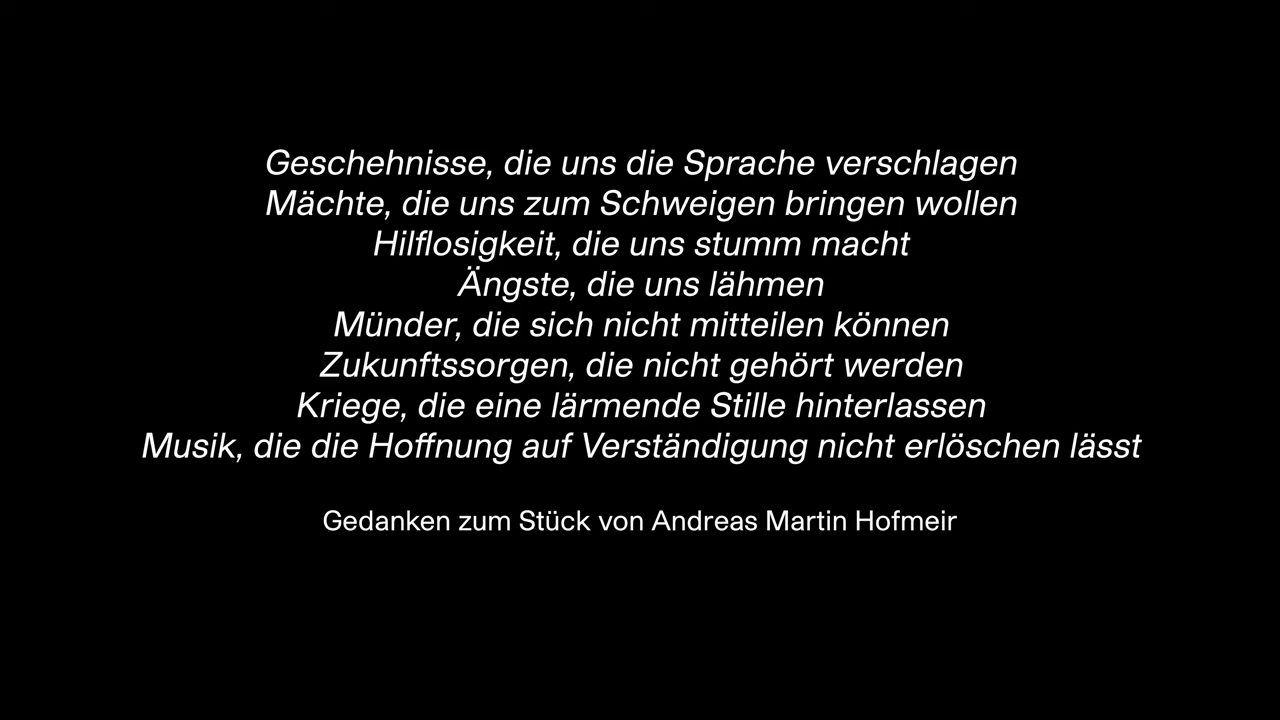 Geschehnisse, die uns die Sprache verschlagen
Mächte, die uns zum Schweigen bringen wollen
Hilflosigkeit, die uns stumm macht
Ängste, die uns lähmen
Münder, die sich nicht mitteilen können
Zukunftssorgen, die nicht gehört werden
Kriege, die eine lärmende Stille hinterlassen
Musik, die die Hoffnung auf Verständigung nicht erlöschen lässt
Gedanken zum Stück von Andreas Martin Hofmeir